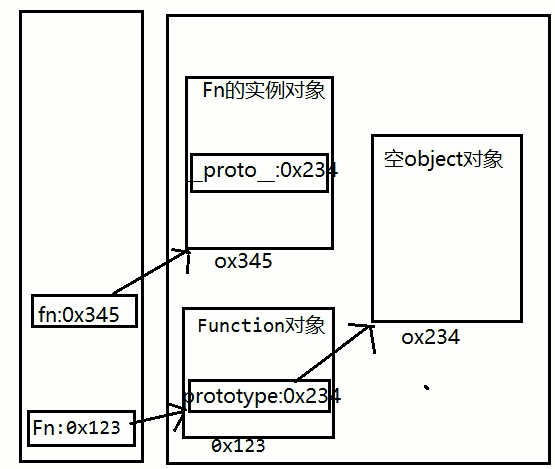 Fn的实例对象
__proto__:0x234
空object对象
ox345
fn:0x345
Function对象
ox234
prototype:0x234
Fn:0x123
0x123